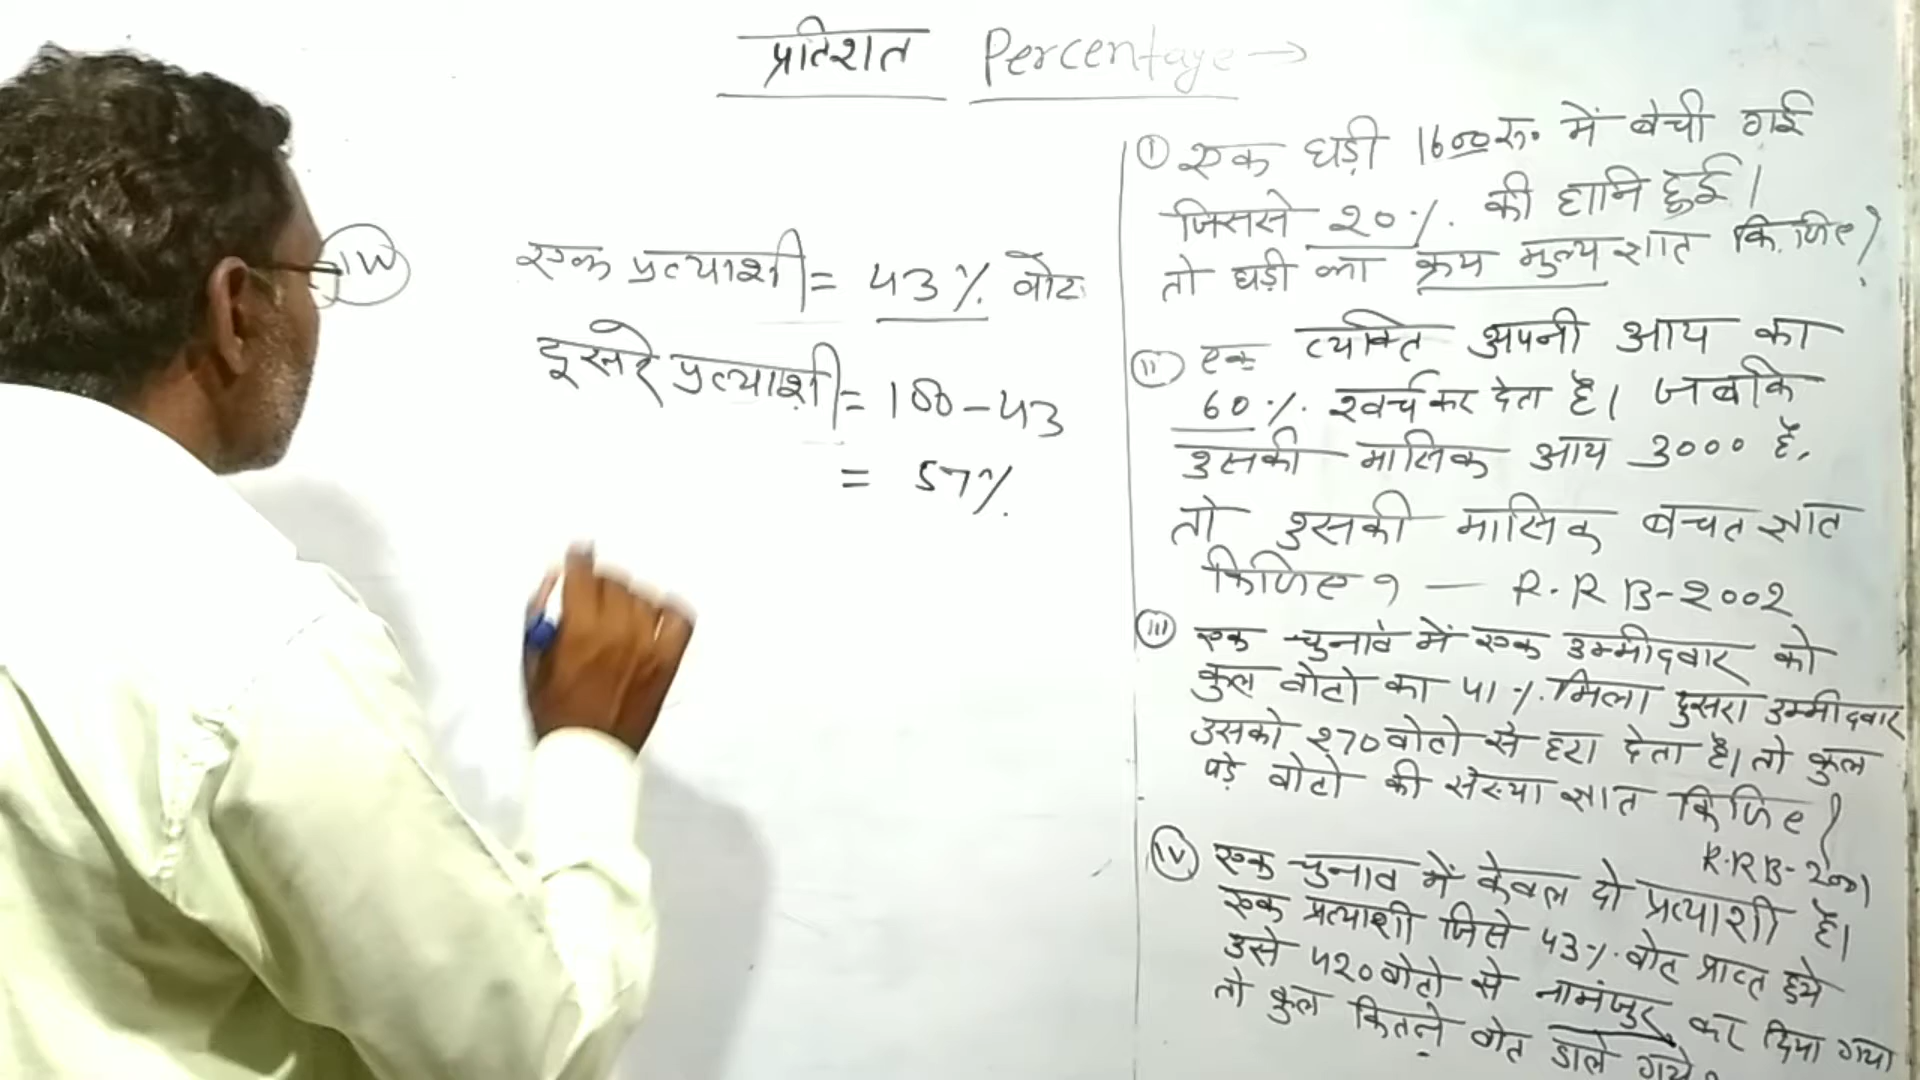 प्रतिशत Percentage →
IV
एक प्रत्याशी = 43% वोट
दुसरे प्रत्याशी = 100 - 43
= 57%
I एक घड़ी 1600 रु॰ में बेची गई
जिससे 20%. की हानि हुई।
तो घड़ी का क्रय मुल्य ज्ञात किजिए?
II एक व्यक्ति अपनी आय का
60%. खर्च कर देता है। जबकि
उसकी मासिक आय 3000 है,
तो उसकी मासिक बचत ज्ञात
किजिए? — R.R B-2002
III एक चुनाव में एक उम्मीदवार को
कुल वोटो का 41%. मिला दुसरा उम्मीदवार
उसको 270 वोटो से हरा देता है। तो कुल
पड़े वोटो की संख्या ज्ञात किजिए?
R.R B-2001
IV एक चुनाव में केवल दो प्रत्याशी है।
एक प्रत्याशी जिसे 43%. वोट प्राप्त हुये
उसे 420 वोटो से नामंजुर कर दिया गया
तो कुल कितने वोट डाले गये?